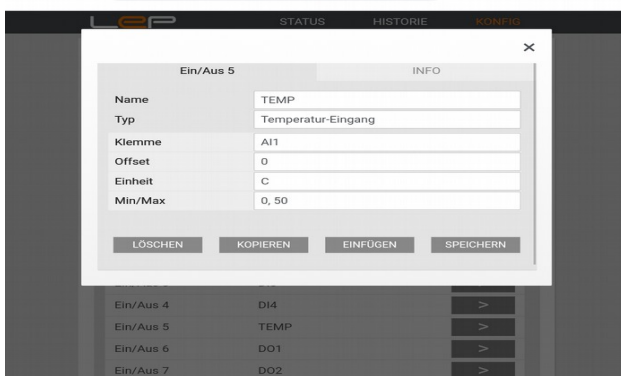 LEP STATUS HISTORIE KONFIG
×
Ein/Aus 5 INFO
Name TEMP
Typ Temperatur-Eingang
Klemme AI1
Offset 0
Einheit C
Min/Max 0, 50
LÖSCHEN KOPIEREN EINFÜGEN SPEICHERN
Ein/Aus 4 DI4 >
Ein/Aus 5 TEMP >
Ein/Aus 6 DO1 >
Ein/Aus 7 DO2 >